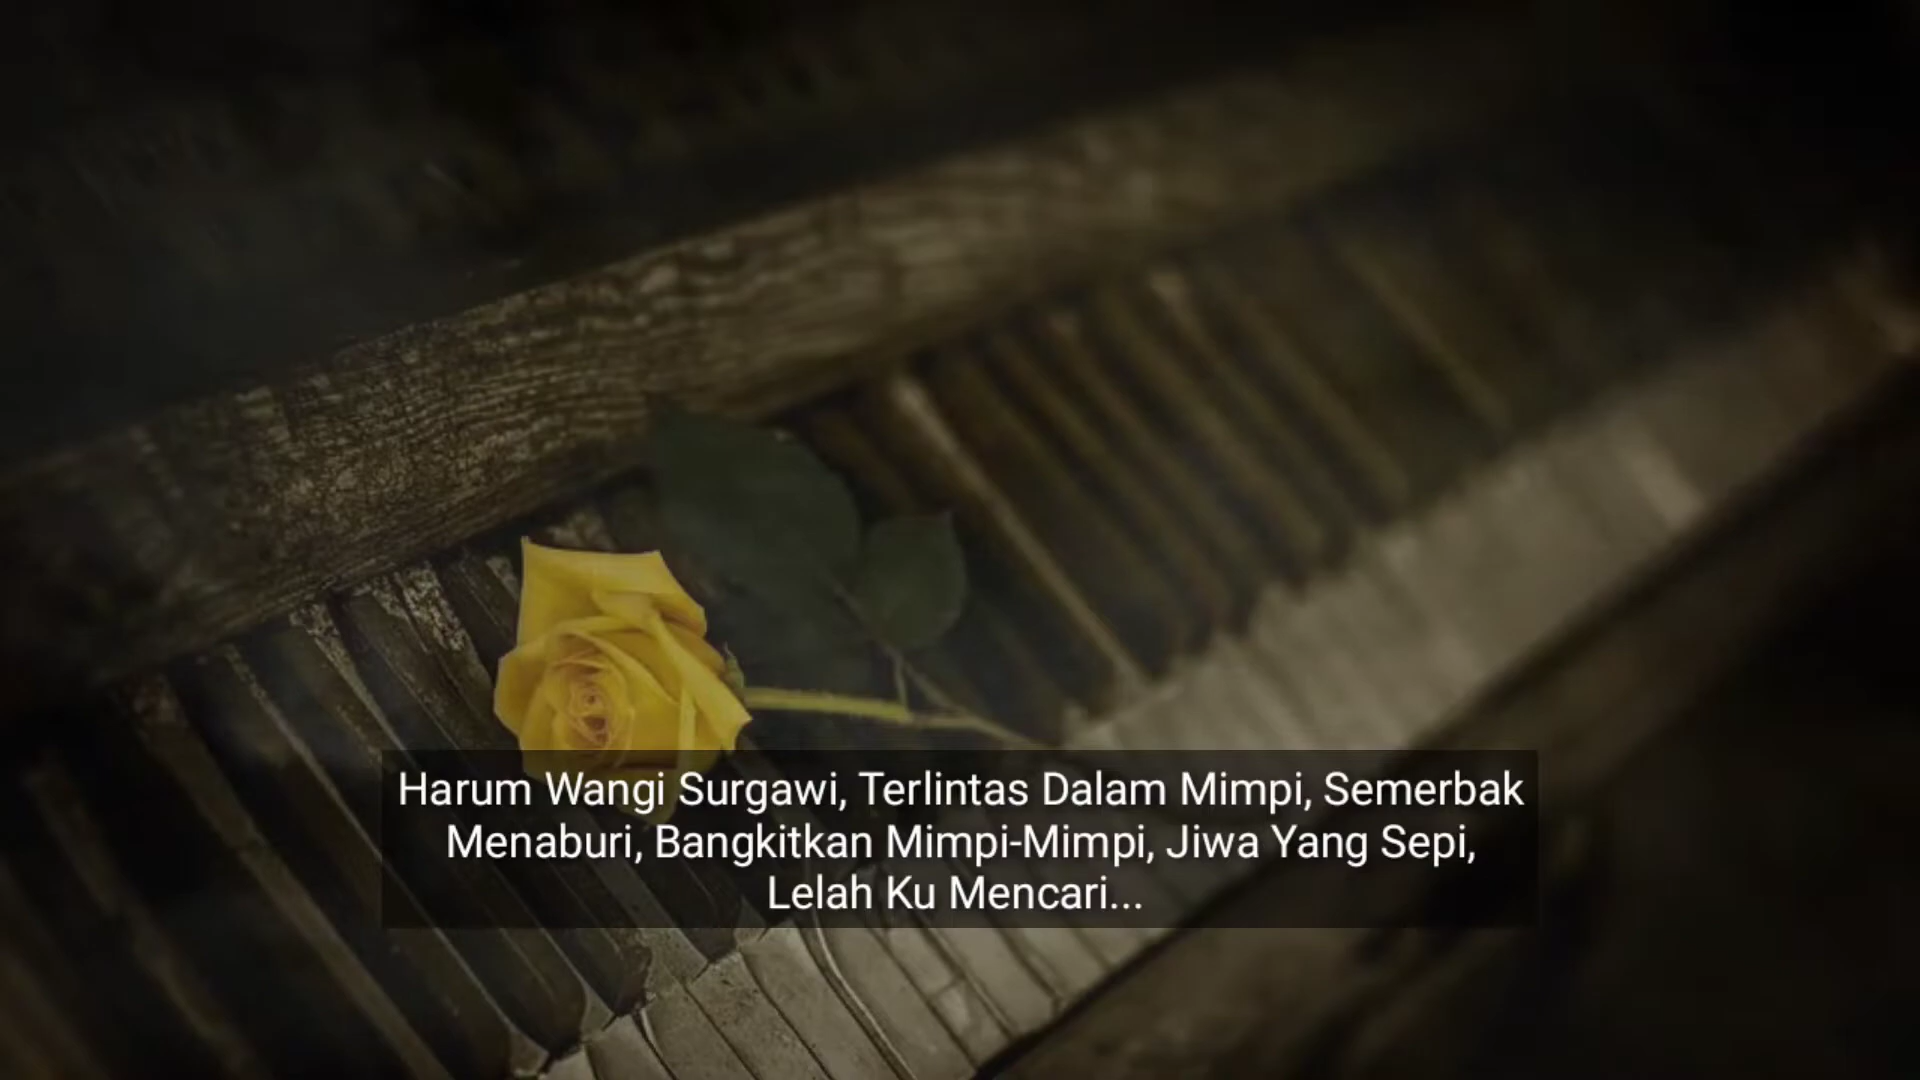 Harum Wangi Surgawi, Terlintas Dalam Mimpi, Semerbak
Menaburi, Bangkitkan Mimpi-Mimpi, Jiwa Yang Sepi,
Lelah Ku Mencari...